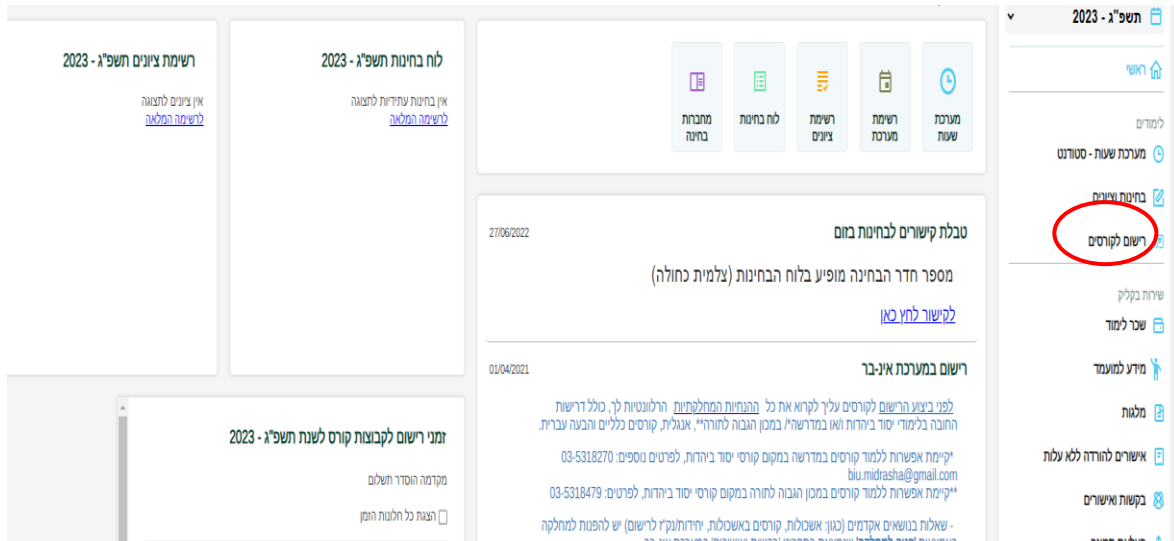 תשפ"ג - 2023
ראשי
לימודים
מערכת שעות - סטודנט
בחינות וציונים
רישום לקורסים
שירות בקליק
שכר לימוד
מידע למועמד
מלגות
אישורים להורדה ללא עלות
בקשות ואישורים
מערכת שעות
רשימת מערכת
רשימת ציונים
לוח בחינות
מחברות בחינה
טבלת קישורים לבחינות בזום
27/06/2022
מספר חדר הבחינה מופיע בלוח הבחינות (צלמית כחולה)
לקישור לחץ כאן
רישום במערכת אינ-בר
01/04/2021
לפני ביצוע הרישום לקורסים עליך לקרוא את כל ההנחיות המחלקתיות הרלוונטיות לך, כולל דרישות
החובה בלימודי יסוד ביהדות ו/או במדרשה*/ במכון הגבוה לתורה**, אנגלית, קורסים כלליים והבעה עברית.
*קיימת אפשרות ללמוד קורסים במדרשה במקום קורסי יסוד ביהדות, לפרטים נוספים: 03-5318270
biu.midrasha@gmail.com
**קיימת אפשרות ללמוד קורסים במכון הגבוה לתורה במקום קורסי יסוד ביהדות, לפרטים: 03-5318479
- שאלות בנושאים אקדמים (כגון: אשכולות, קורסים באשכולות, יחידות/נק"ז לרישום) יש להפנות למחלקה
לוח בחינות תשפ"ג - 2023
אין בחינות עתידיות לתצוגה
לרשימה המלאה
רשימת ציונים תשפ"ג - 2023
אין ציונים לתצוגה
לרשימה המלאה
זמני רישום לקבוצות קורס לשנת תשפ"ג - 2023
מקדמה הוסדר תשלום
הצגת כל חלונות הזמן